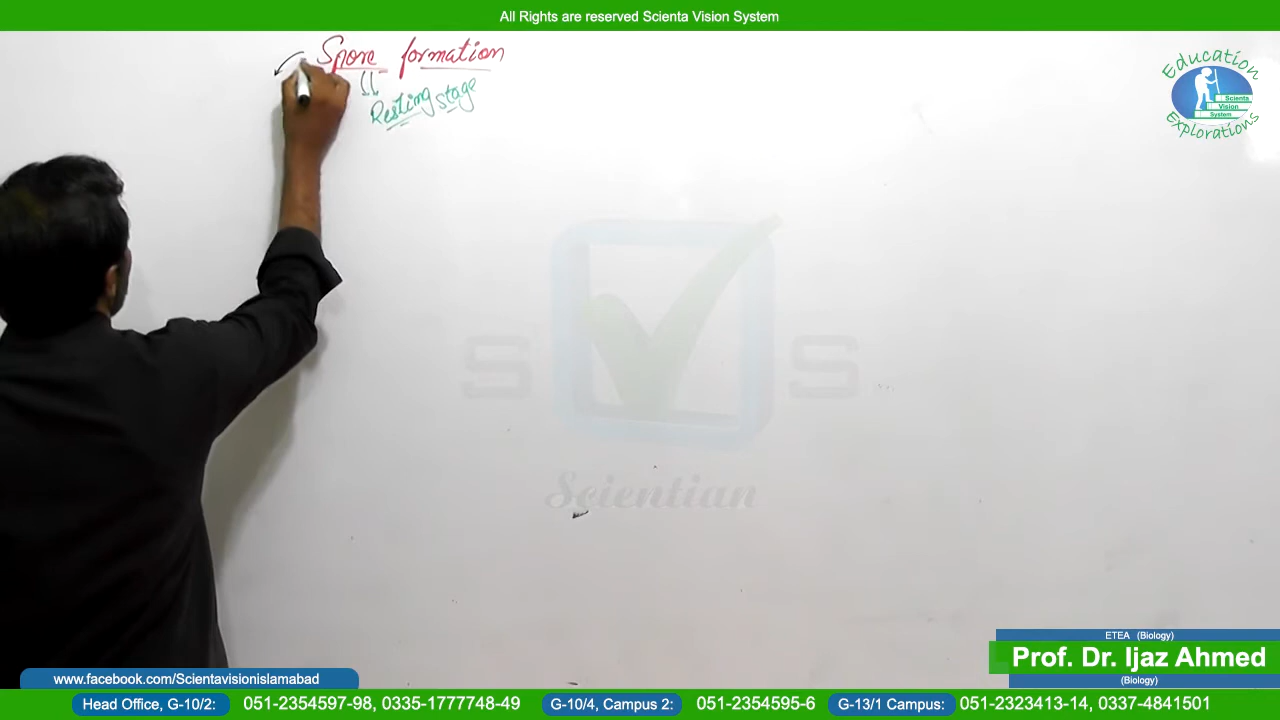 All Rights are reserved Scienta Vision System
Spore formation
Resting stage
Education
Scienta
Vision
System
Explorations
S S
Scientian
ETEA (Biology)
Prof. Dr. Ijaz Ahmed
(Biology)
www.facebook.com/Scientavisionislamabad
Head Office, G-10/2: 051-2354597-98, 0335-1777748-49 G-10/4, Campus 2: 051-2354595-6 G-13/1 Campus: 051-2323413-14, 0337-4841501